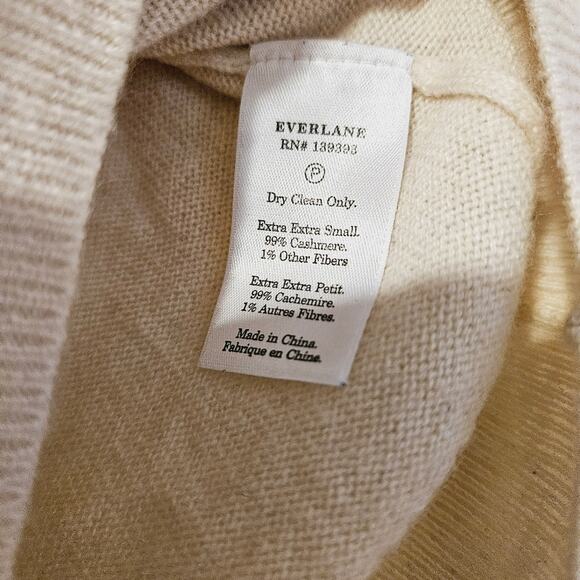 EVERLANE
RN# 139393
P
Dry Clean Only.
Extra Extra Small.
99% Cashmere.
1% Other Fibers
Extra Extra Petit.
99% Cachemire.
1% Autres Fibres.
Made in China.
Fabrique en Chine.